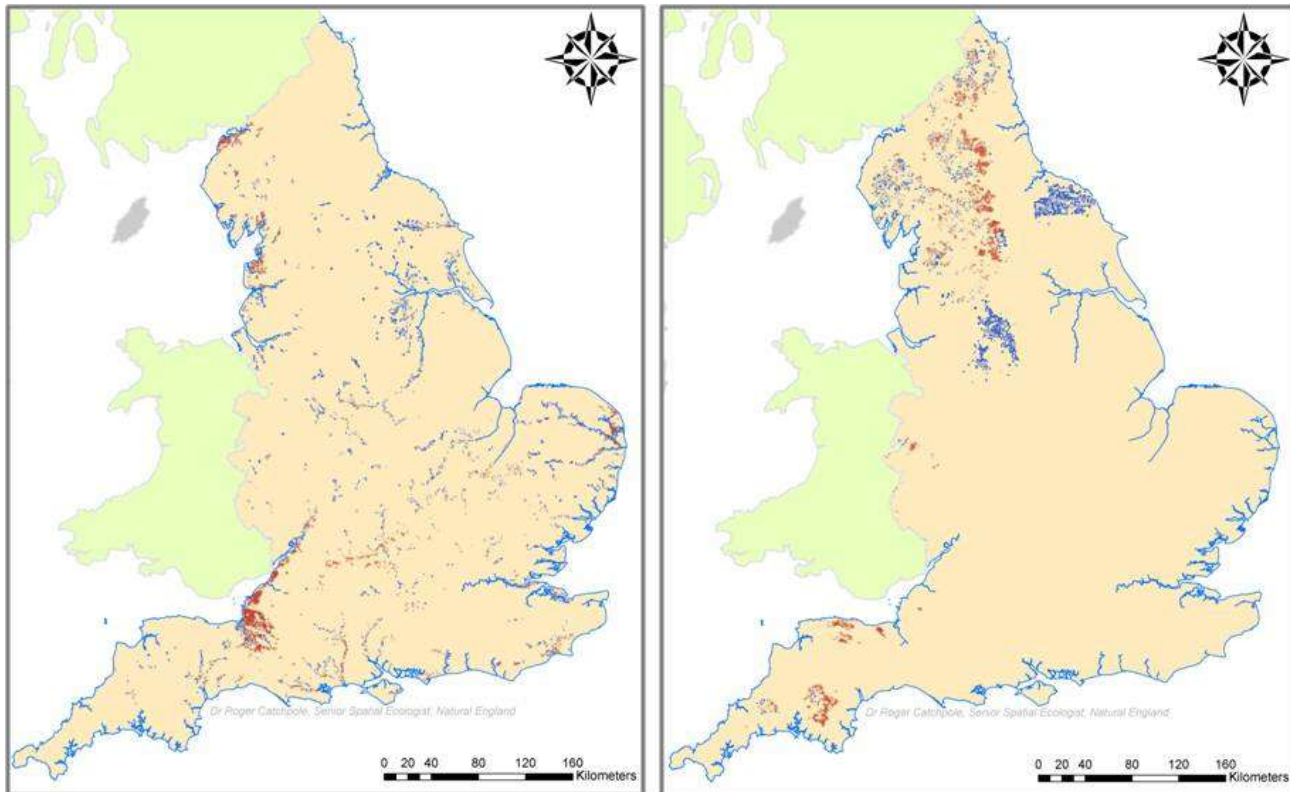 Dr Roger Catchpole, Senior Spatial Ecologist, Natural England
0 20 40 80 120 160
Kilometers
Dr Roger Catchpole, Senior Spatial Ecologist, Natural England
0 20 40 80 120 160
Kilometers